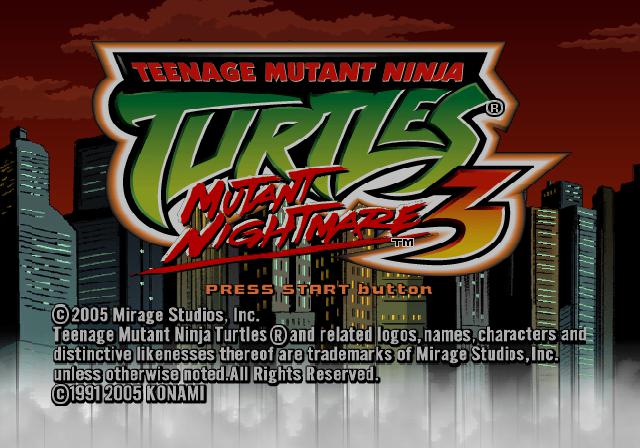 TEENAGE MUTANT NINJA
TURTLES®
3
MUTANT
NIGHTMARE™
PRESS START button
©2005 Mirage Studios, Inc.
Teenage Mutant Ninja Turtles®and related logos, names, characters and
distinctive likenesses thereof are trademarks of Mirage Studios, Inc.
unless otherwise noted.All Rights Reserved.
©1991 2005 KONAMI